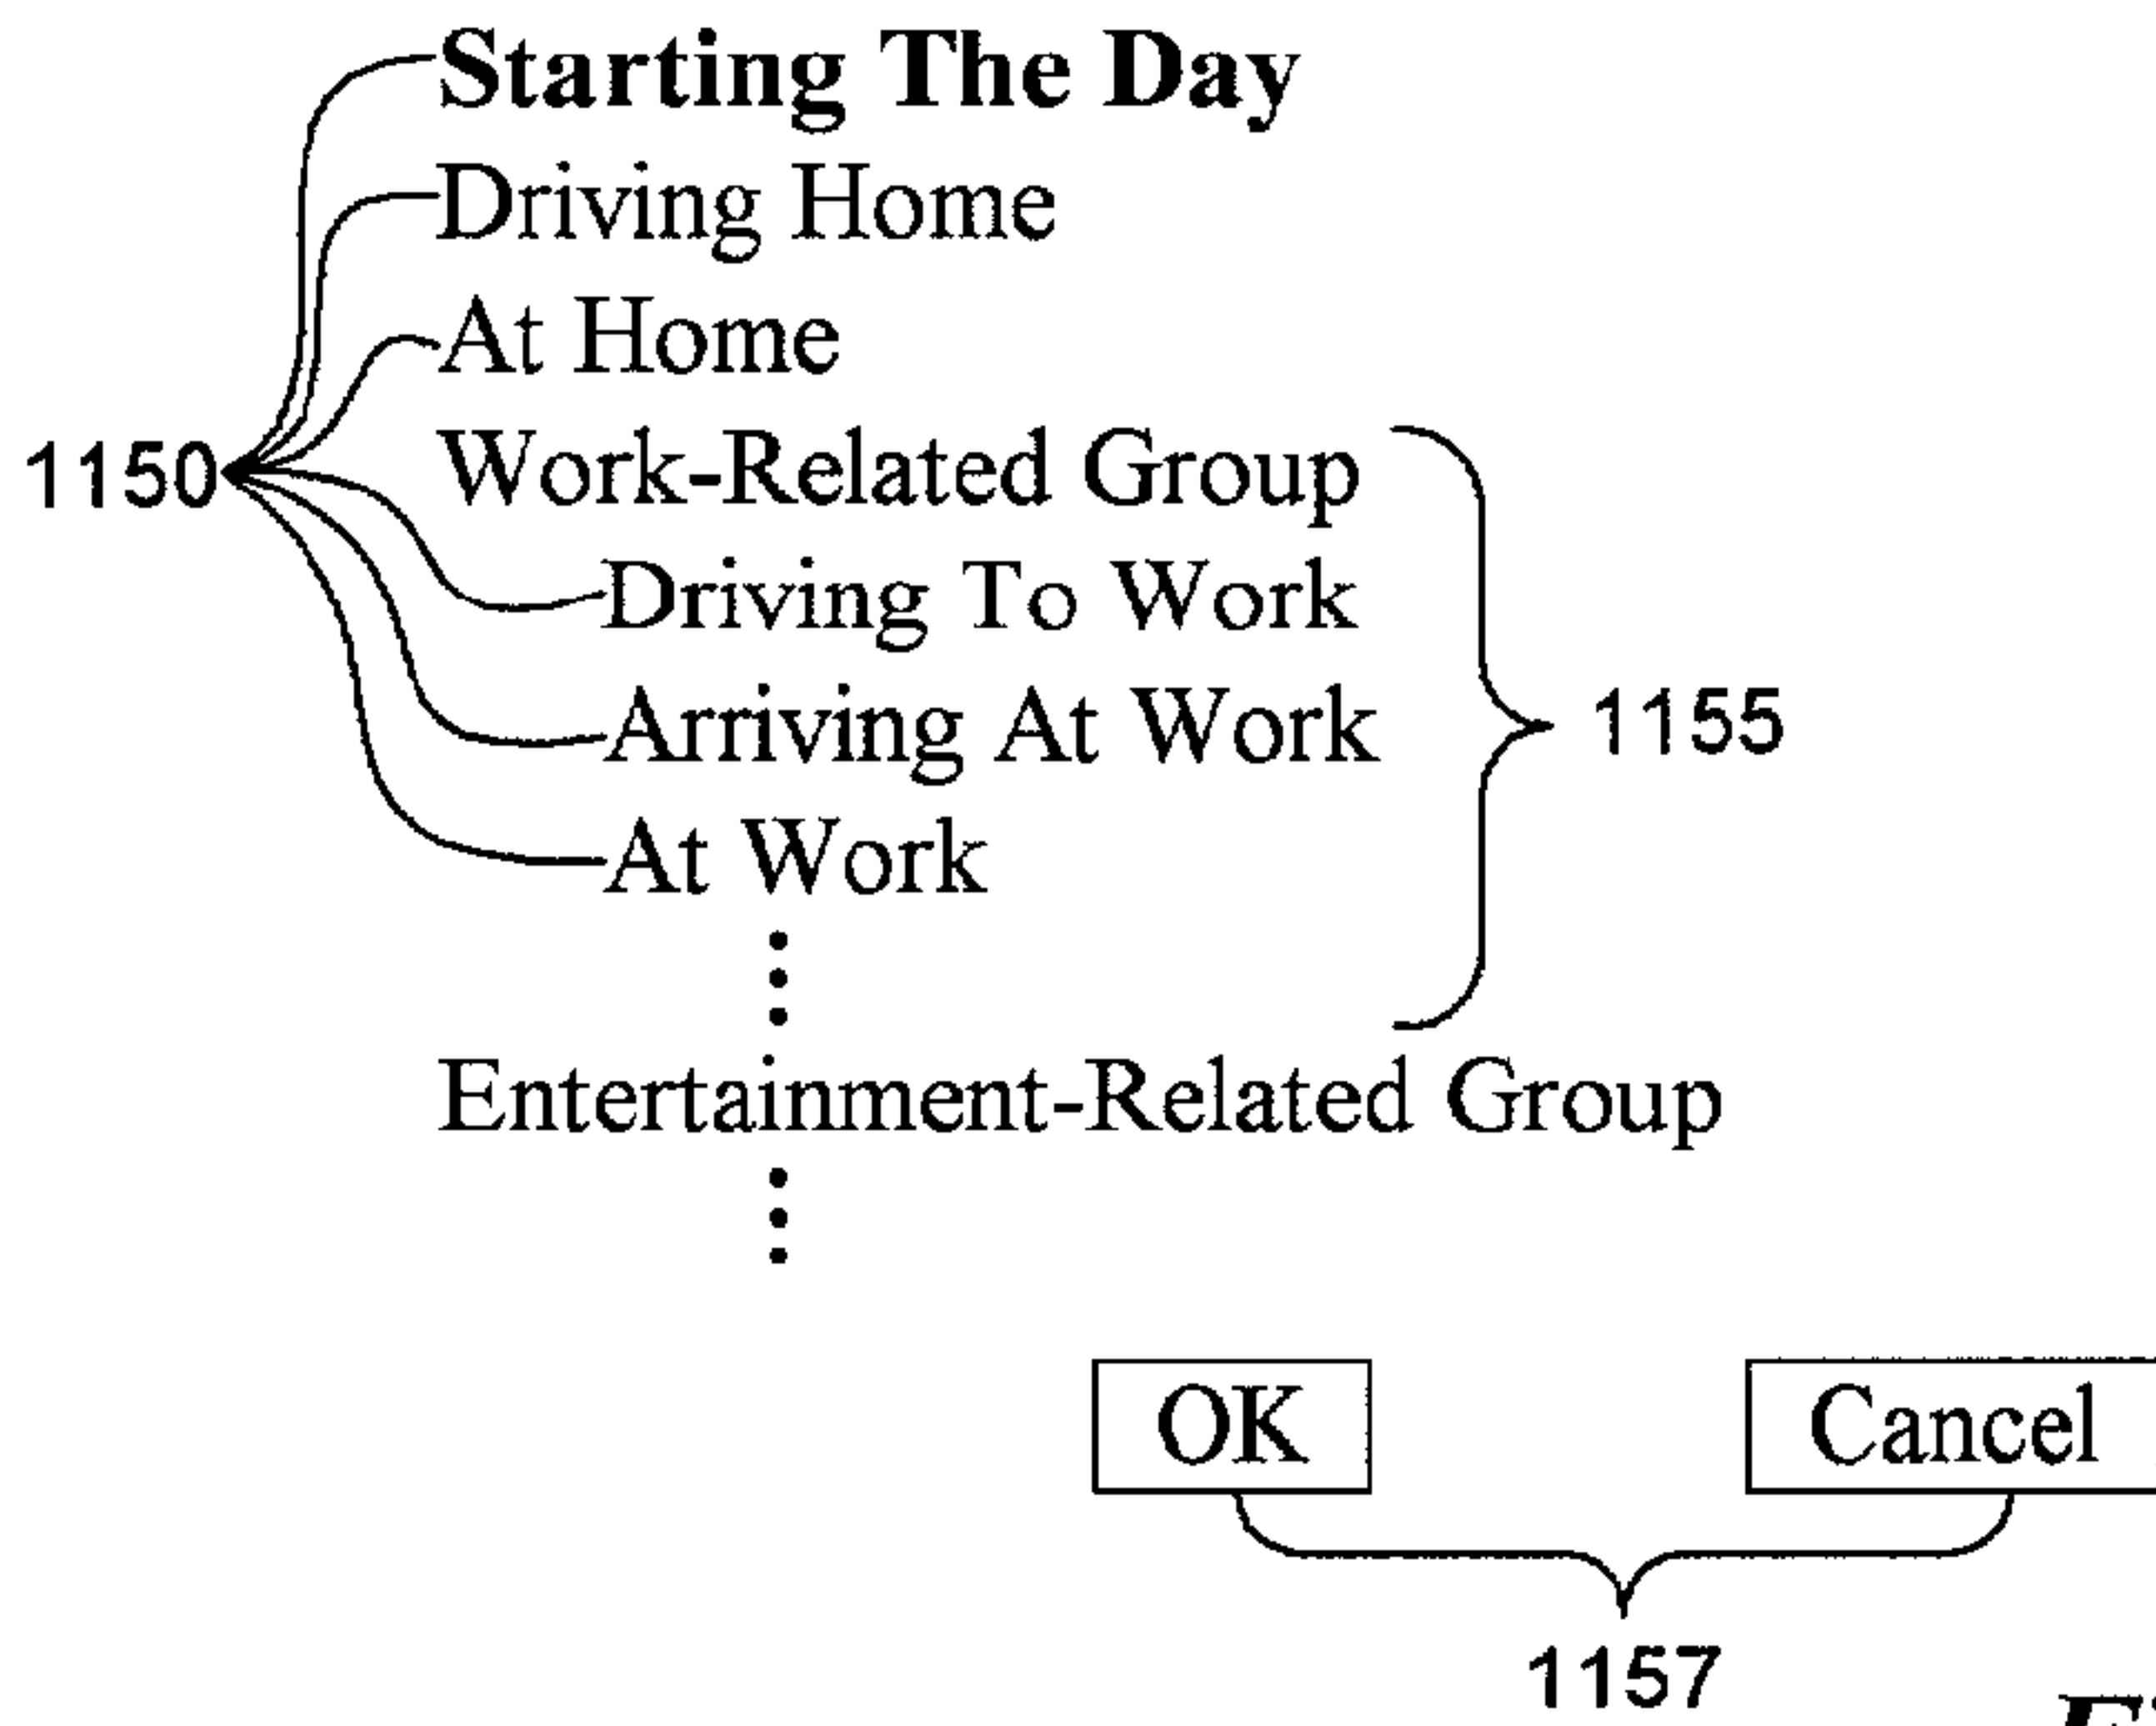 Starting The Day
Driving Home
At Home
1150 Work-Related Group
Driving To Work
Arriving At Work
1155
At Work
Entertainment-Related Group
OK Cancel
1157